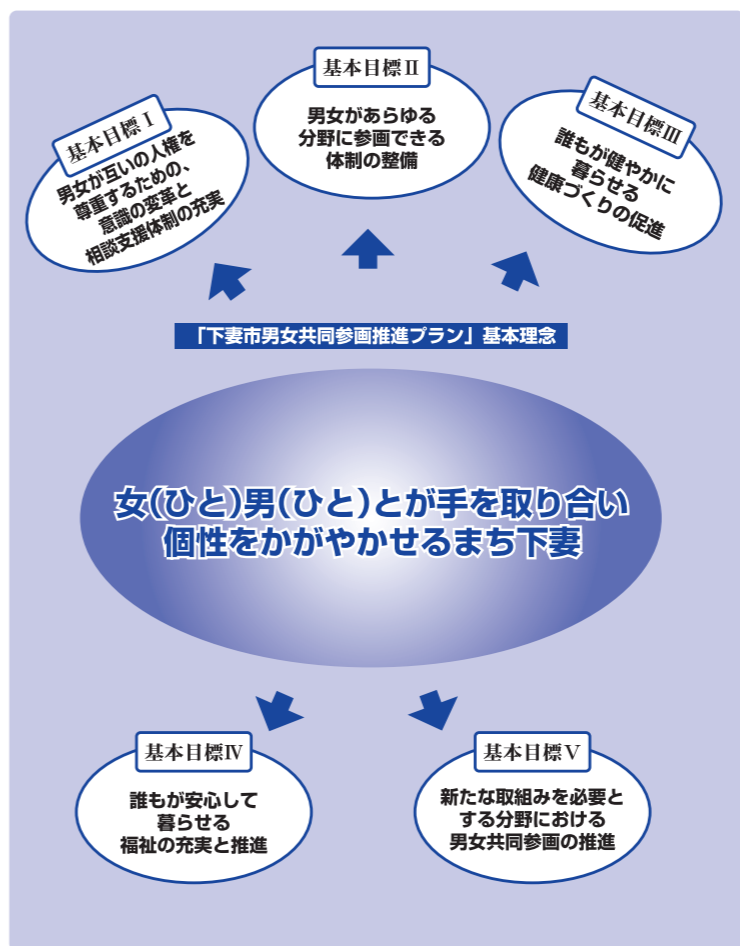 基本目標Ⅰ
男女が互いの人権を
尊重するための、
意識の変革と
相談支援体制の充実
基本目標Ⅱ
男女があらゆる
分野に参画できる
体制の整備
基本目標Ⅲ
誰もが健やかに
暮らせる
健康づくりの促進
「下妻市男女共同参画推進プラン」基本理念
女(ひと)男(ひと)とが手を取り合い
個性をかがやかせるまち下妻
基本目標Ⅳ
誰もが安心して
暮らせる
福祉の充実と推進
基本目標Ⅴ
新たな取組みを必要と
する分野における
男女共同参画の推進